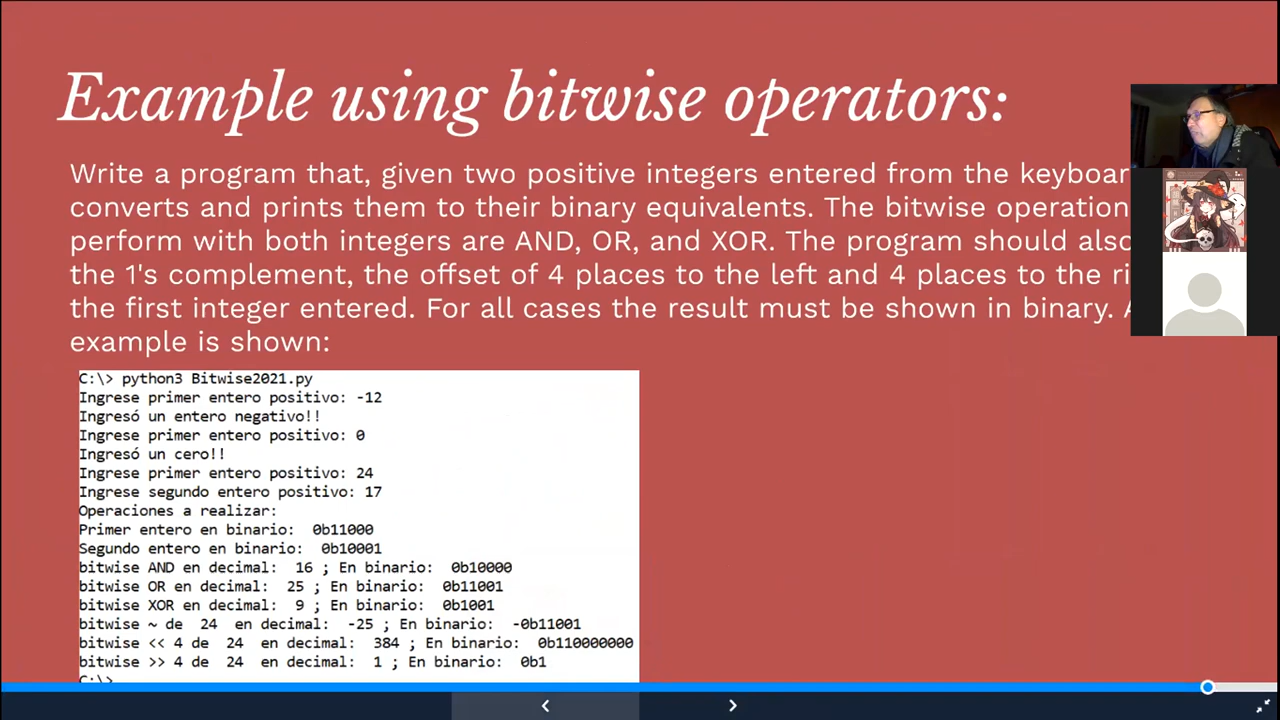 Example using bitwise operators:
Write a program that, given two positive integers entered from the keyboar
converts and prints them to their binary equivalents. The bitwise operation
perform with both integers are AND, OR, and XOR. The program should also
the 1's complement, the offset of 4 places to the left and 4 places to the ri
the first integer entered. For all cases the result must be shown in binary. A
example is shown:
C:\> python3 Bitwise2021.py
Ingrese primer entero positivo: -12
Ingresó un entero negativo!!
Ingrese primer entero positivo: 0
Ingresó un cero!!
Ingrese primer entero positivo: 24
Ingrese segundo entero positivo: 17
Operaciones a realizar:
Primer entero en binario:  0b11000
Segundo entero en binario:  0b10001
bitwise AND en decimal:  16 ; En binario:  0b10000
bitwise OR en decimal:  25 ; En binario:  0b11001
bitwise XOR en decimal:  9 ; En binario:  0b1001
bitwise ~ de  24  en decimal:  -25 ; En binario:  -0b11001
bitwise << 4 de  24  en decimal:  384 ; En binario:  0b110000000
bitwise >> 4 de  24  en decimal:  1 ; En binario:  0b1
C:\>